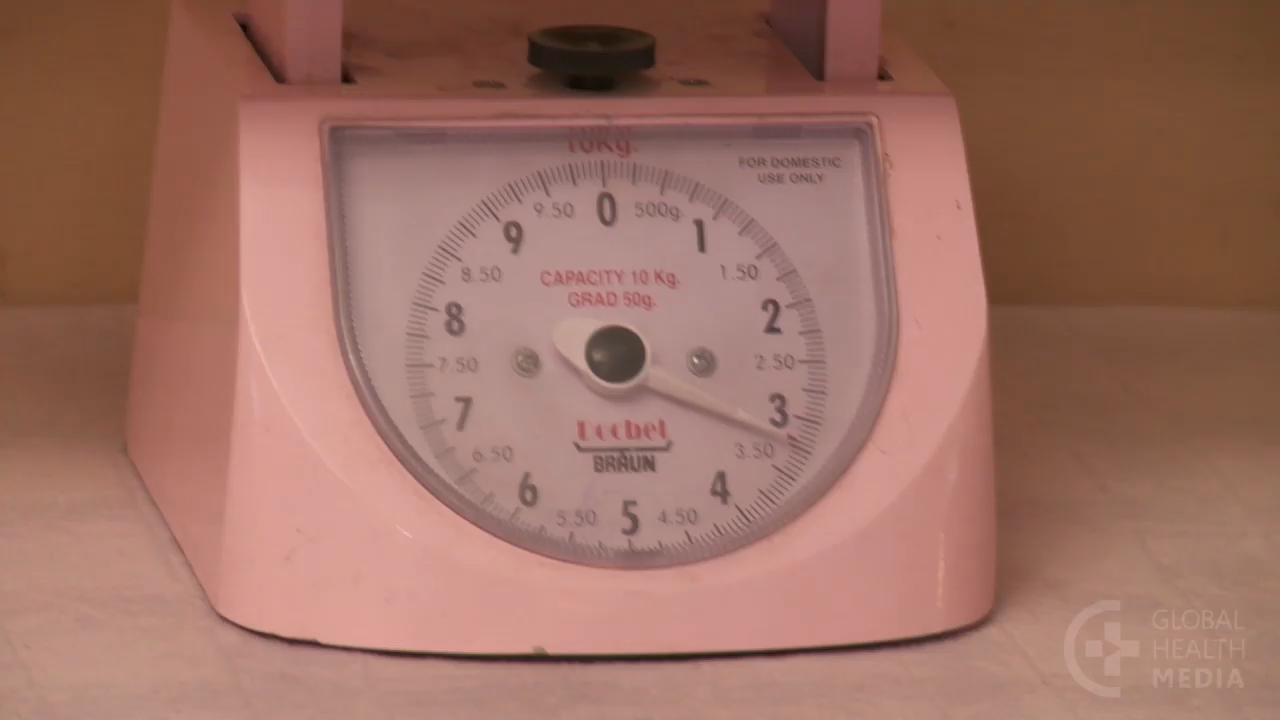 10Kg.
FOR DOMESTIC
USE ONLY
0
500g.
1
1.50
2
2.50
3
3.50
4
4.50
5
5.50
6
6.50
7
7.50
8
8.50
9
9.50
CAPACITY 10 Kg.
GRAD 50g.
Docbel
BRAUN
GLOBAL
HEALTH
MEDIA